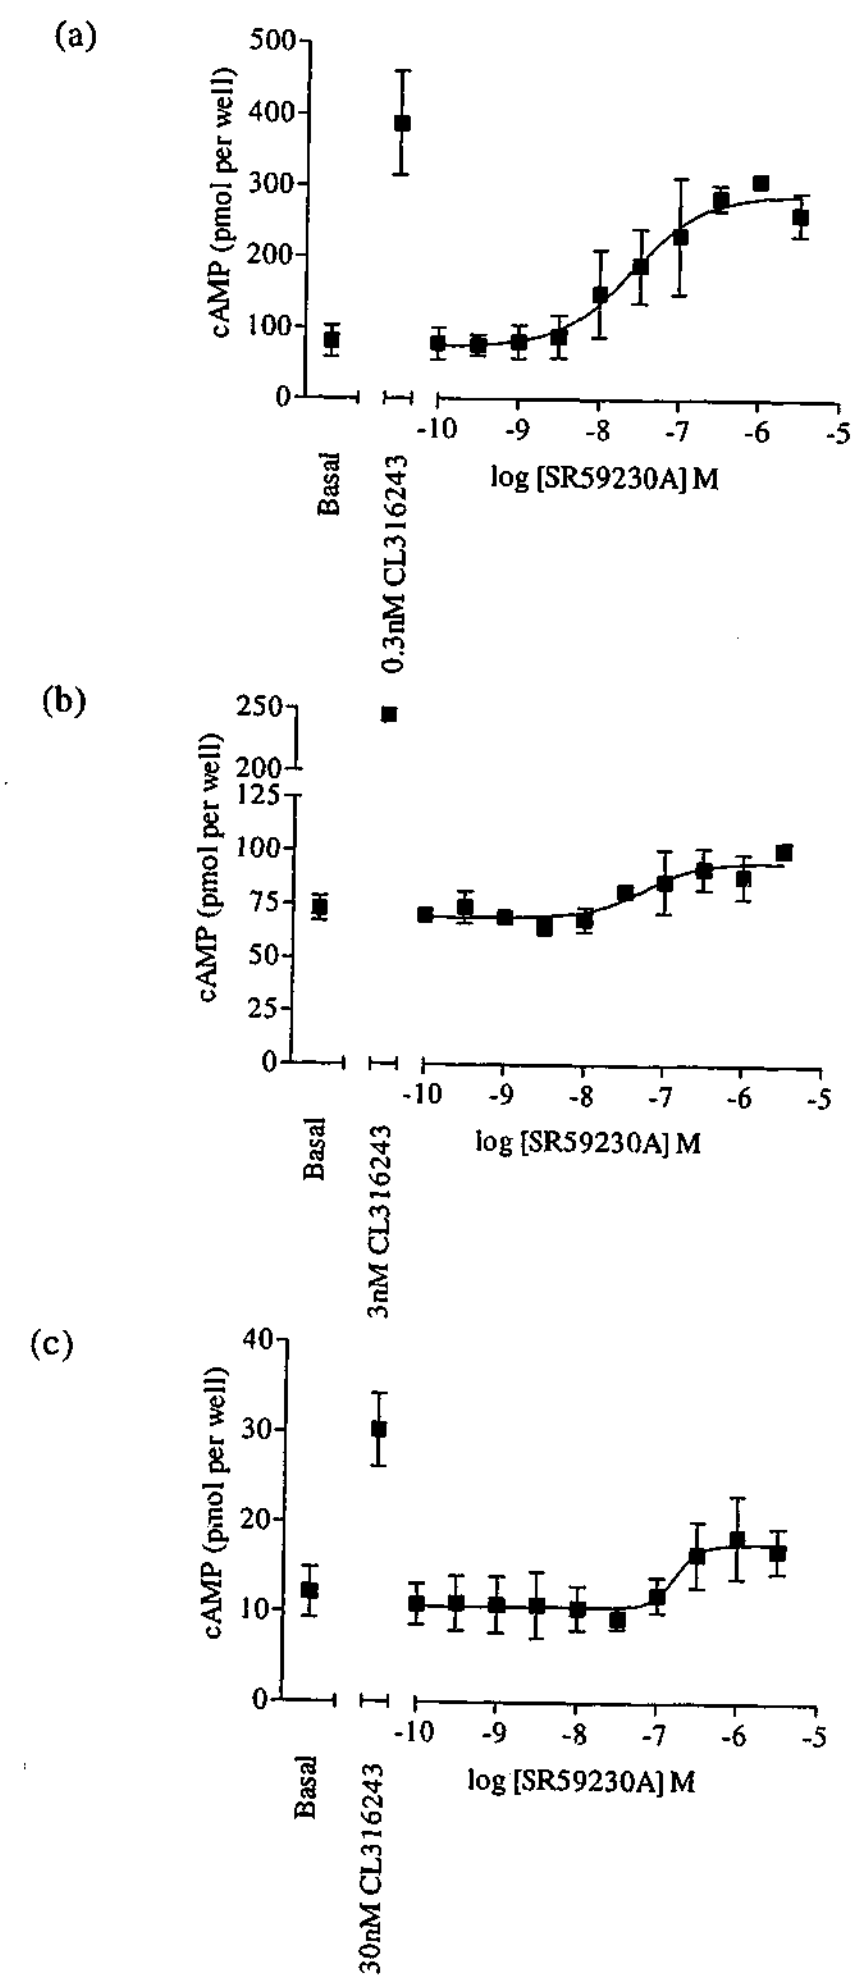 (a)
500
400
300
200
100
0
cAMP (pmol per well)
-10 -9 -8 -7 -6 -5
log [SR59230A] M
Basal
0.3nM CL316243
(b)
250
200
125
100
75
50
25
0
cAMP (pmol per well)
-10 -9 -8 -7 -6 -5
log [SR59230A] M
Basal
3nM CL316243
(c)
40
30
20
10
0
cAMP (pmol per well)
-10 -9 -8 -7 -6 -5
log [SR59230A] M
Basal
30nM CL316243